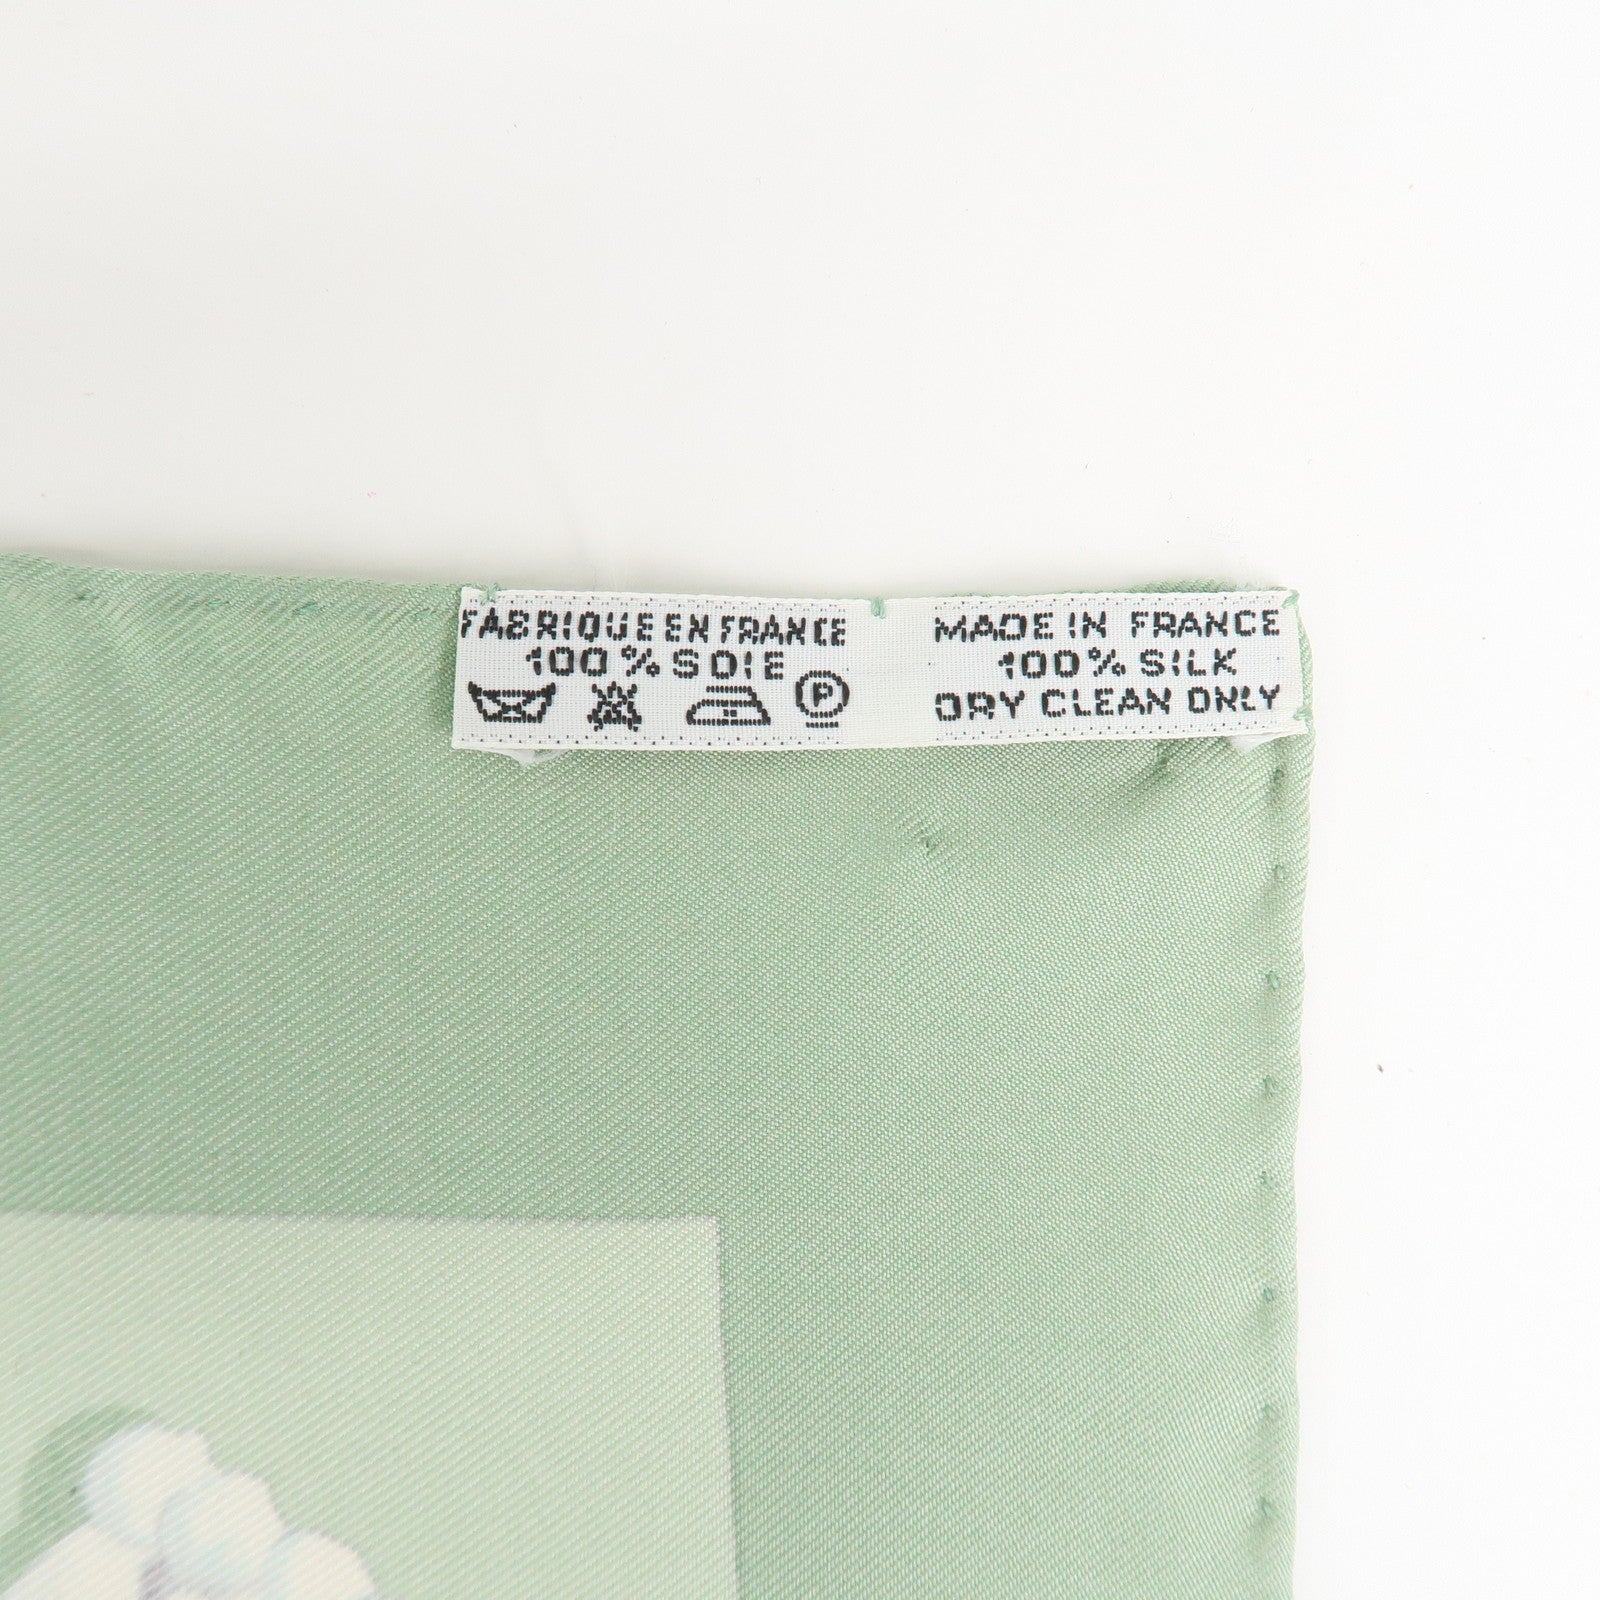 FABRIQUE EN FRANCE
100% SOIE
P
MADE IN FRANCE
100% SILK
DRY CLEAN ONLY